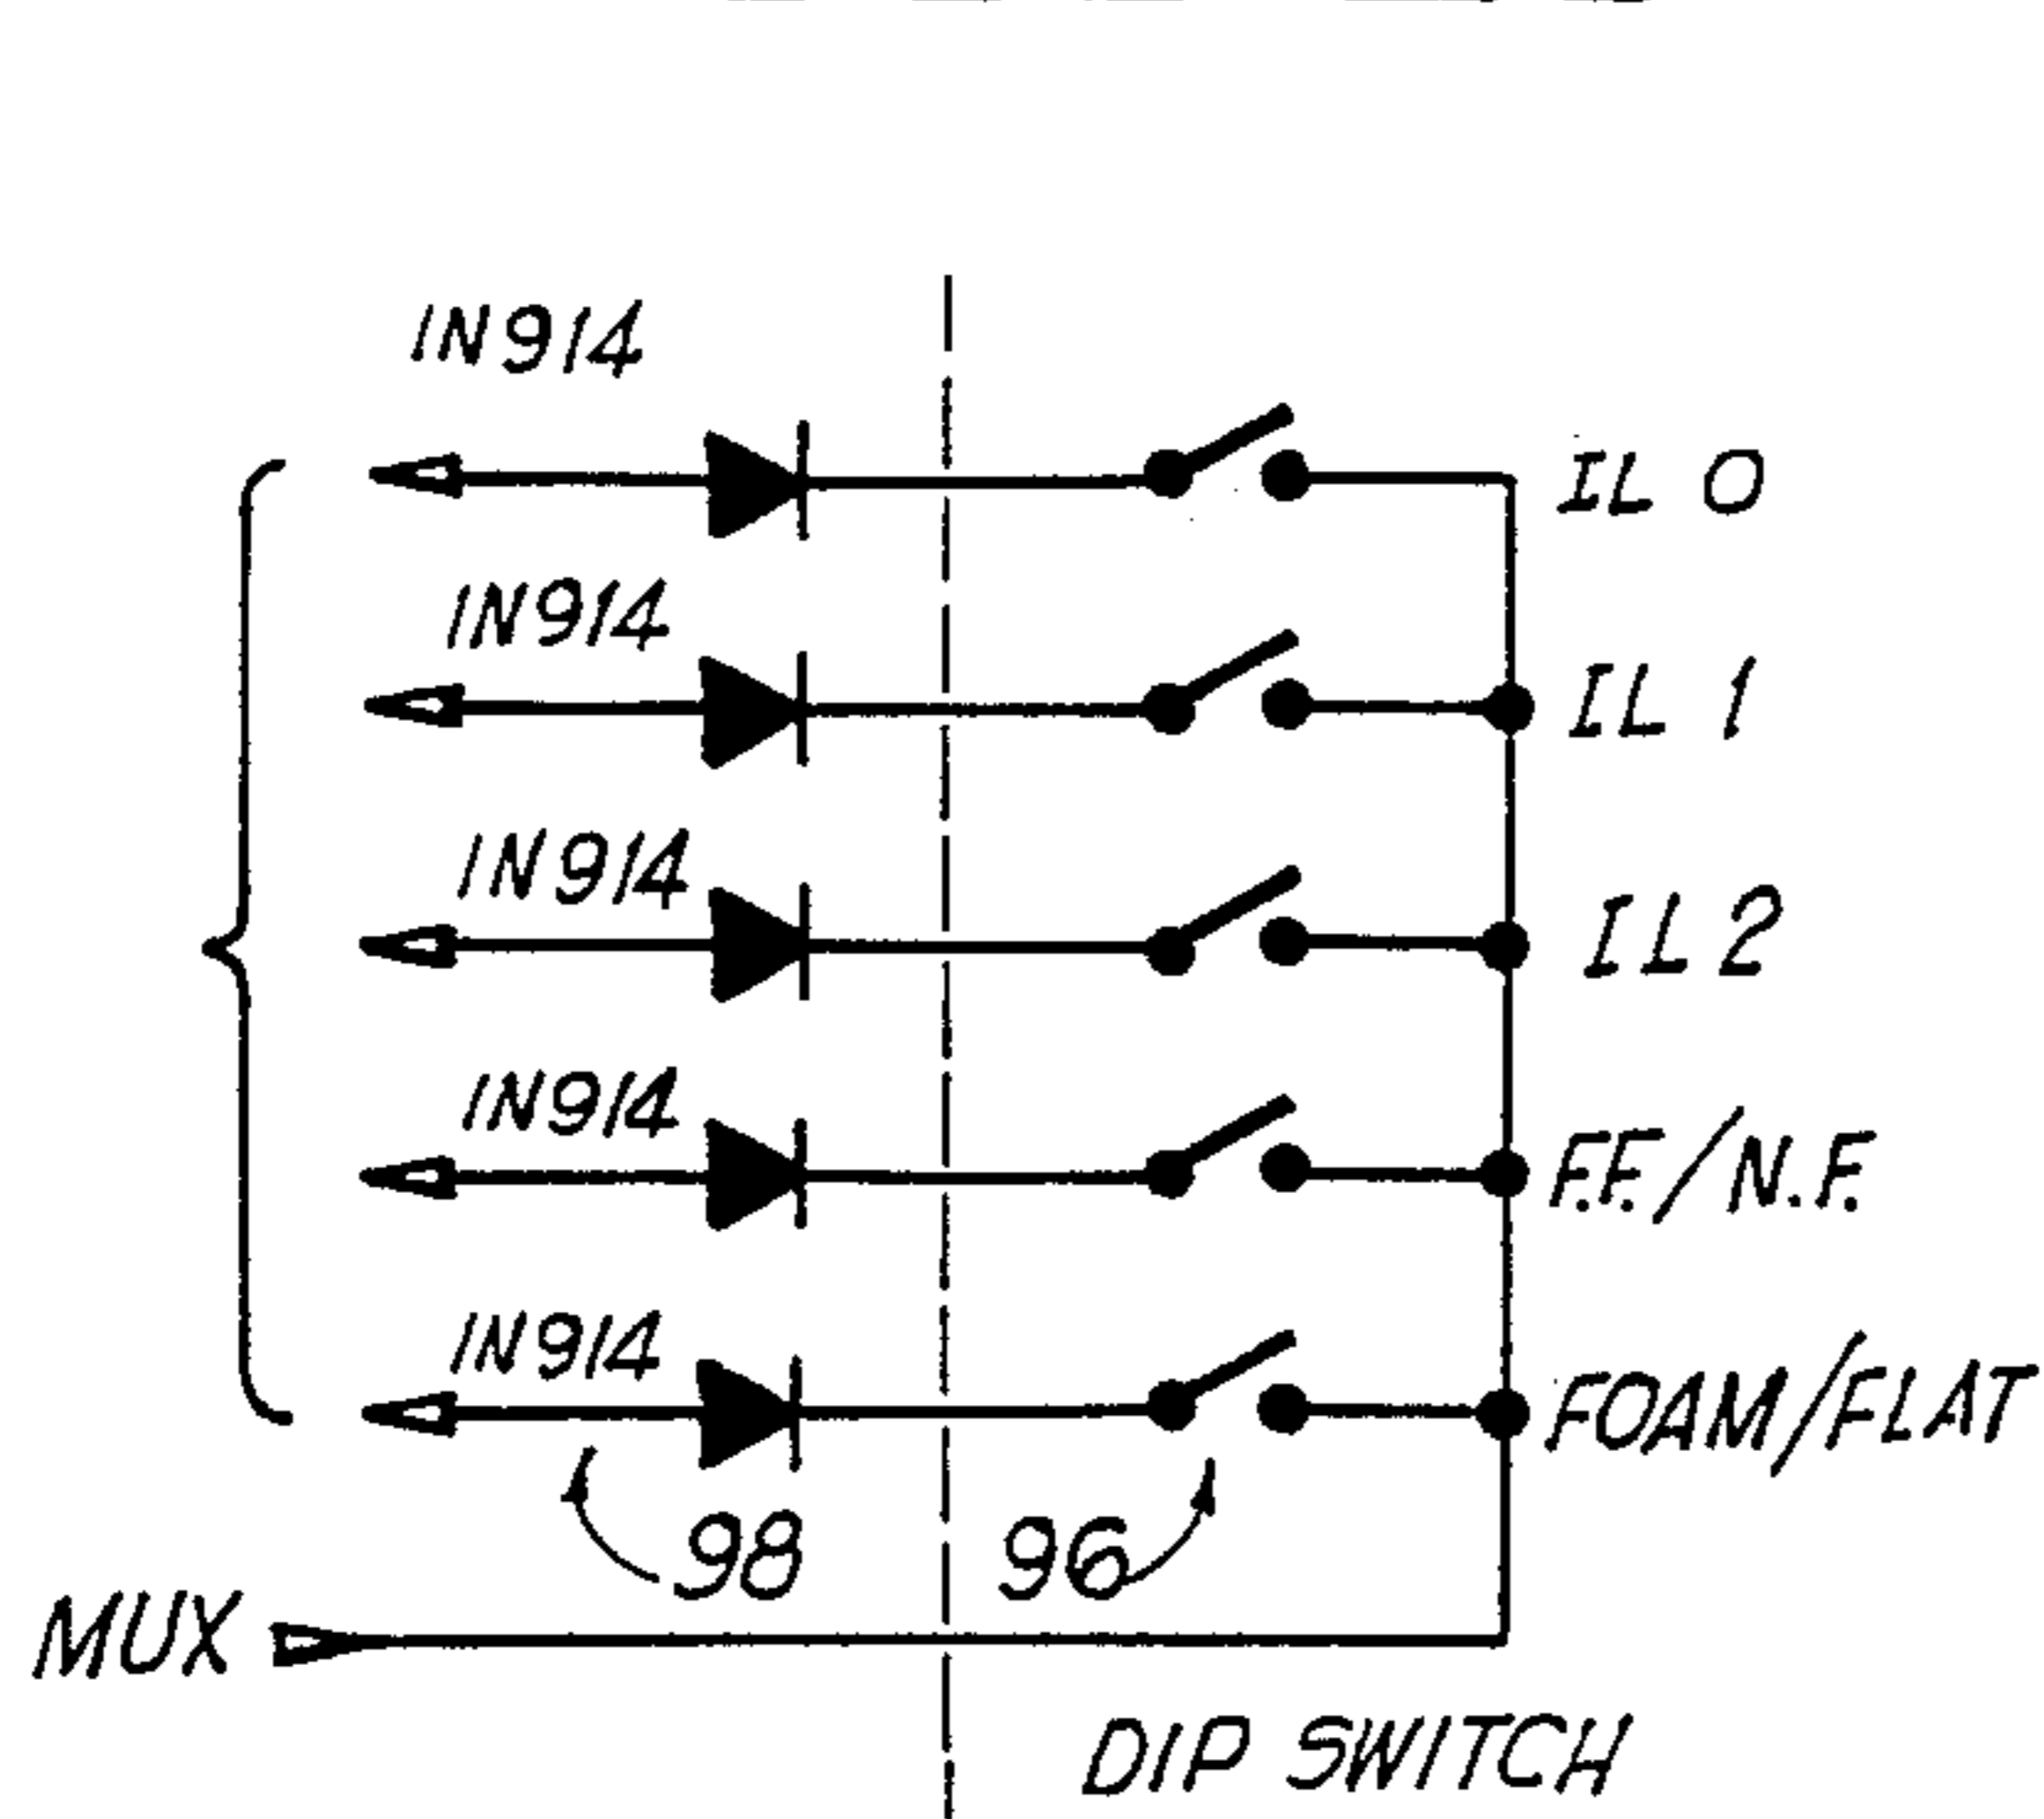 IN914
IL 0
IN914
IL 1
IN914
IL 2
IN914
F.F./N.F.
IN914
FOAM/FLAT
98
96
MUX
DIP SWITCH